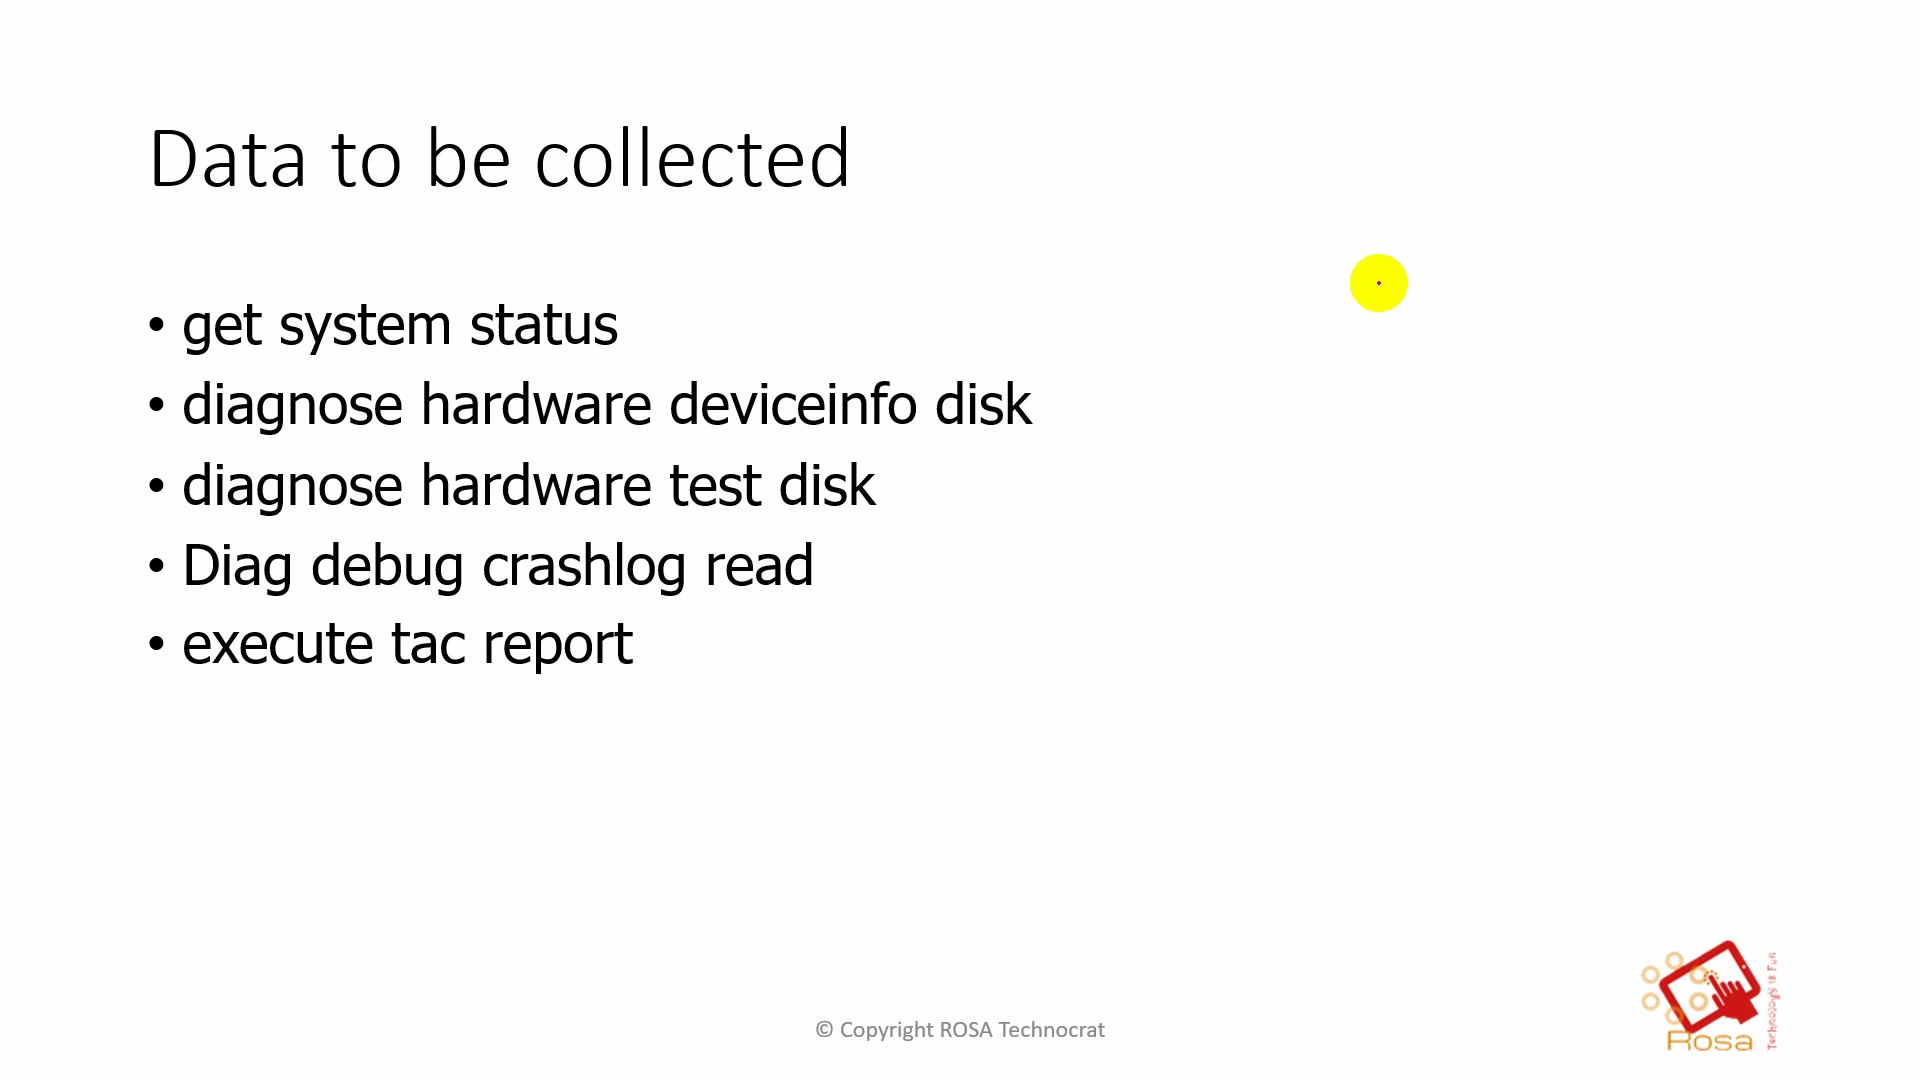 Data to be collected
• get system status
• diagnose hardware deviceinfo disk
• diagnose hardware test disk
• Diag debug crashlog read
• execute tac report
© Copyright ROSA Technocrat
Rosa
Technology is Fun